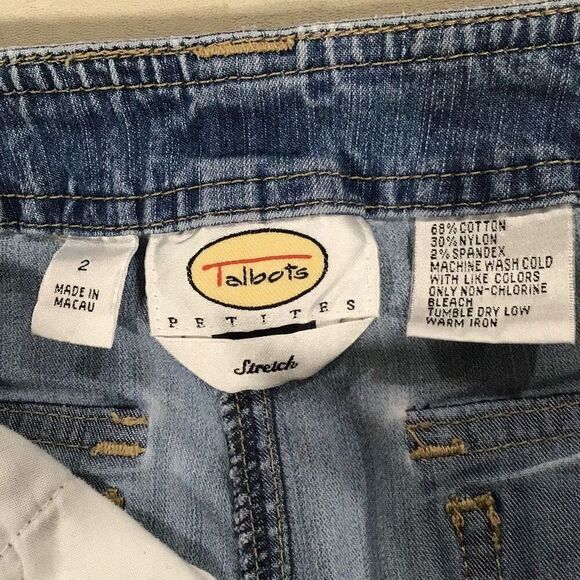 2
MADE IN
MACAU
Talbots
PETITES
Stretch
68% COTTON
30% NYLON
2% SPANDEX
MACHINE WASH COLD
WITH LIKE COLORS
ONLY NON-CHLORINE
BLEACH
TUMBLE DRY LOW
WARM IRON